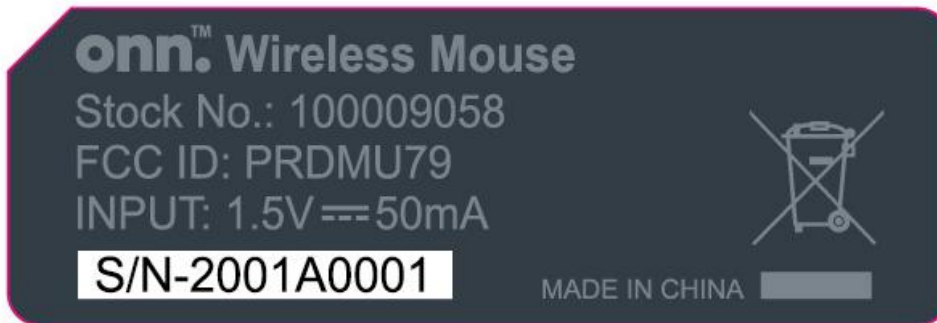 onn.™ Wireless Mouse
Stock No.: 100009058
FCC ID: PRDMU79
INPUT: 1.5V⎓50mA
S/N-2001A0001
MADE IN CHINA